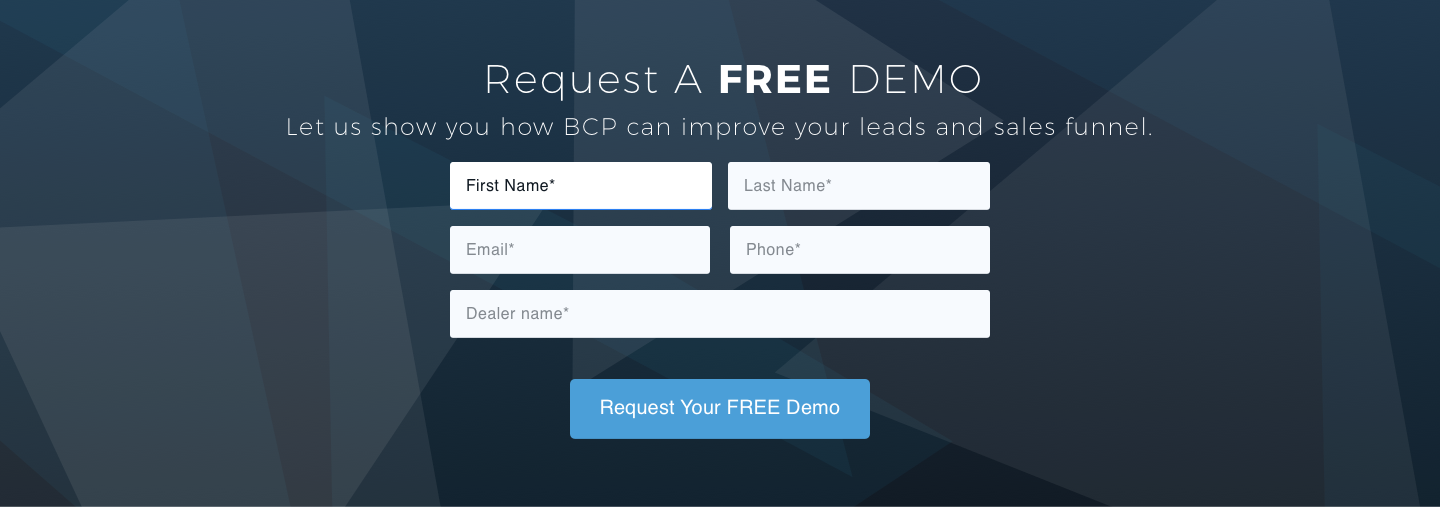 Request A FREE DEMO
Let us show you how BCP can improve your leads and sales funnel.
First Name* Last Name*
Email* Phone*
Dealer name*
Request Your FREE Demo